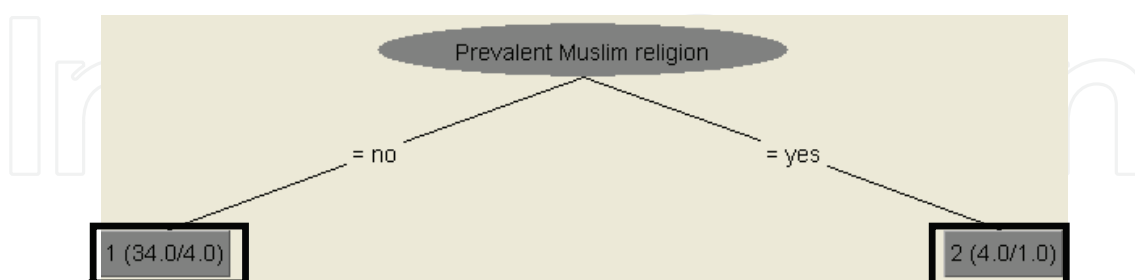 Prevalent Muslim religion
= no
= yes
1 (34.0/4.0)
2 (4.0/1.0)